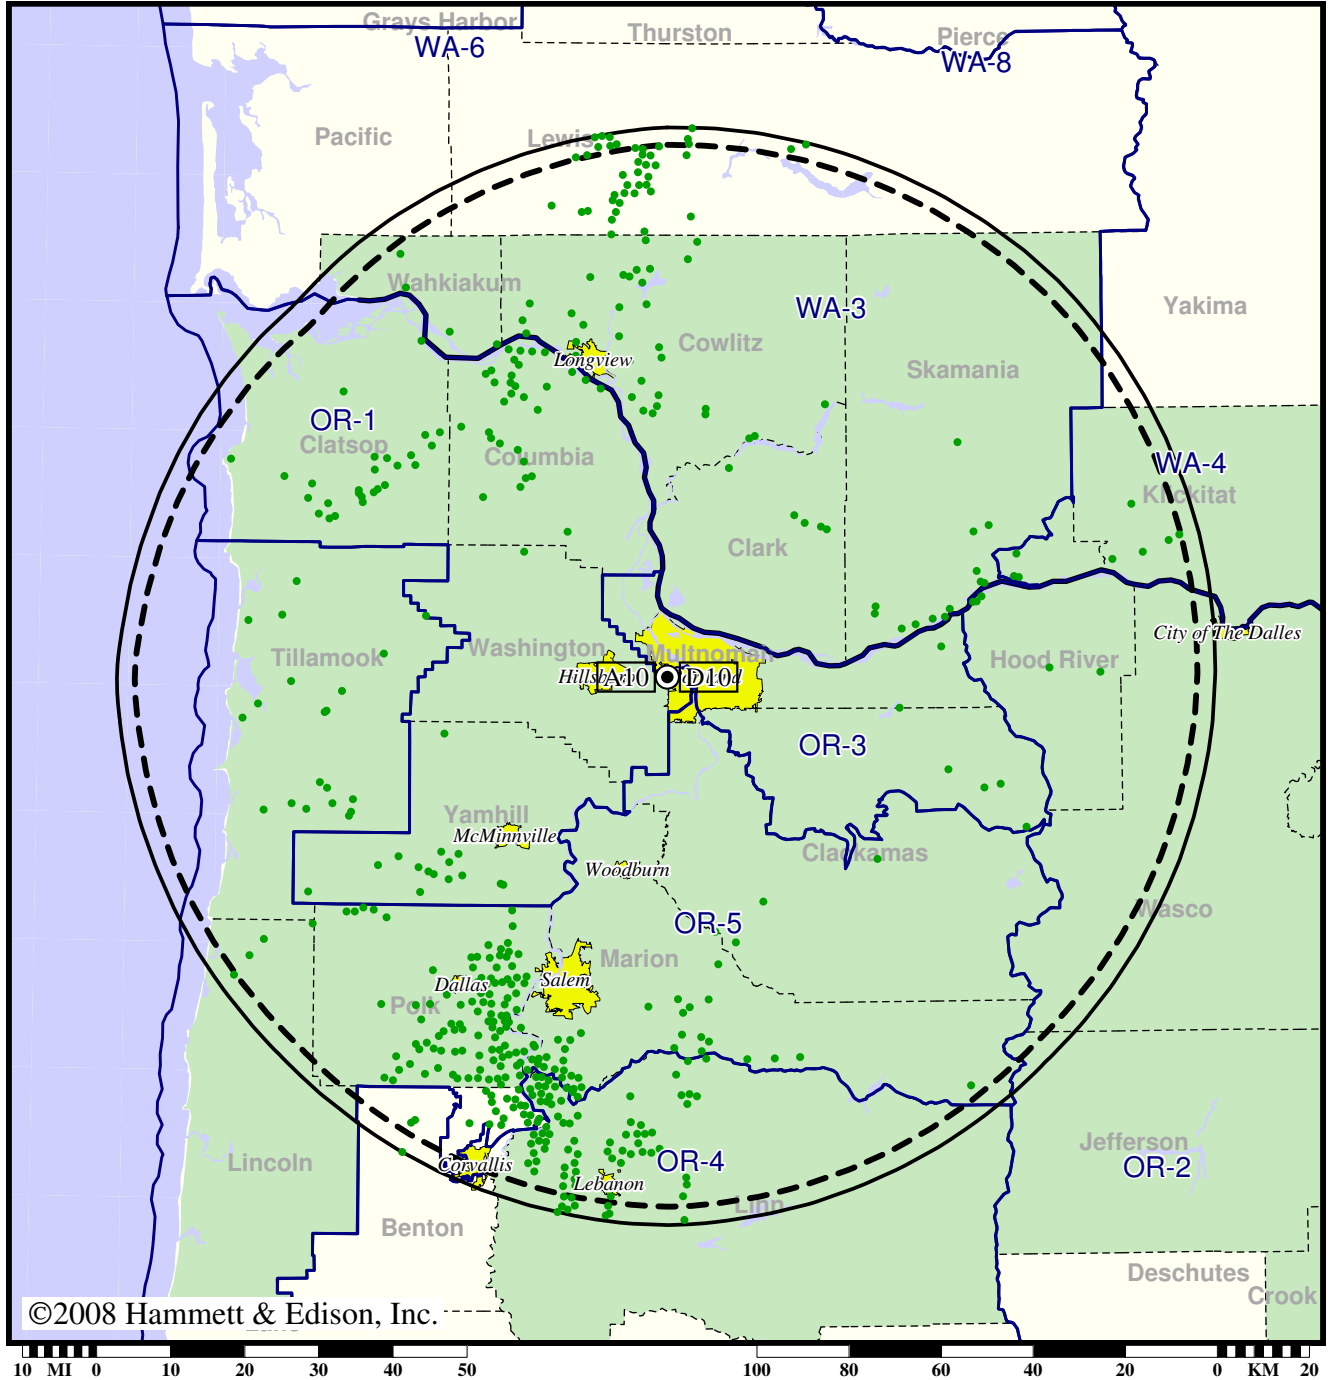 Grays Harbor
Thurston
Pierce
WA-6
WA-8
Pacific
Lewis
Wahkiakum
WA-3
Yakima
Cowlitz
Longview
Skamania
OR-1
Clatsop
Columbia
WA-4
Klickitat
Clark
City of The Dalles
Washington
Multnomah
Tillamook
Hood River
A10
D10
OR-3
Yamhill
McMinnville
Clackamas
Woodburn
Wasco
OR-5
Marion
Dallas
Salem
Polk
Jefferson
OR-2
Lincoln
Corvallis
OR-4
Lebanon
Linn
Benton
Deschutes
Crook
©2008 Hammett & Edison, Inc.
10 MI 0 10 20 30 40 50 100 80 60 40 20 0 KM 20